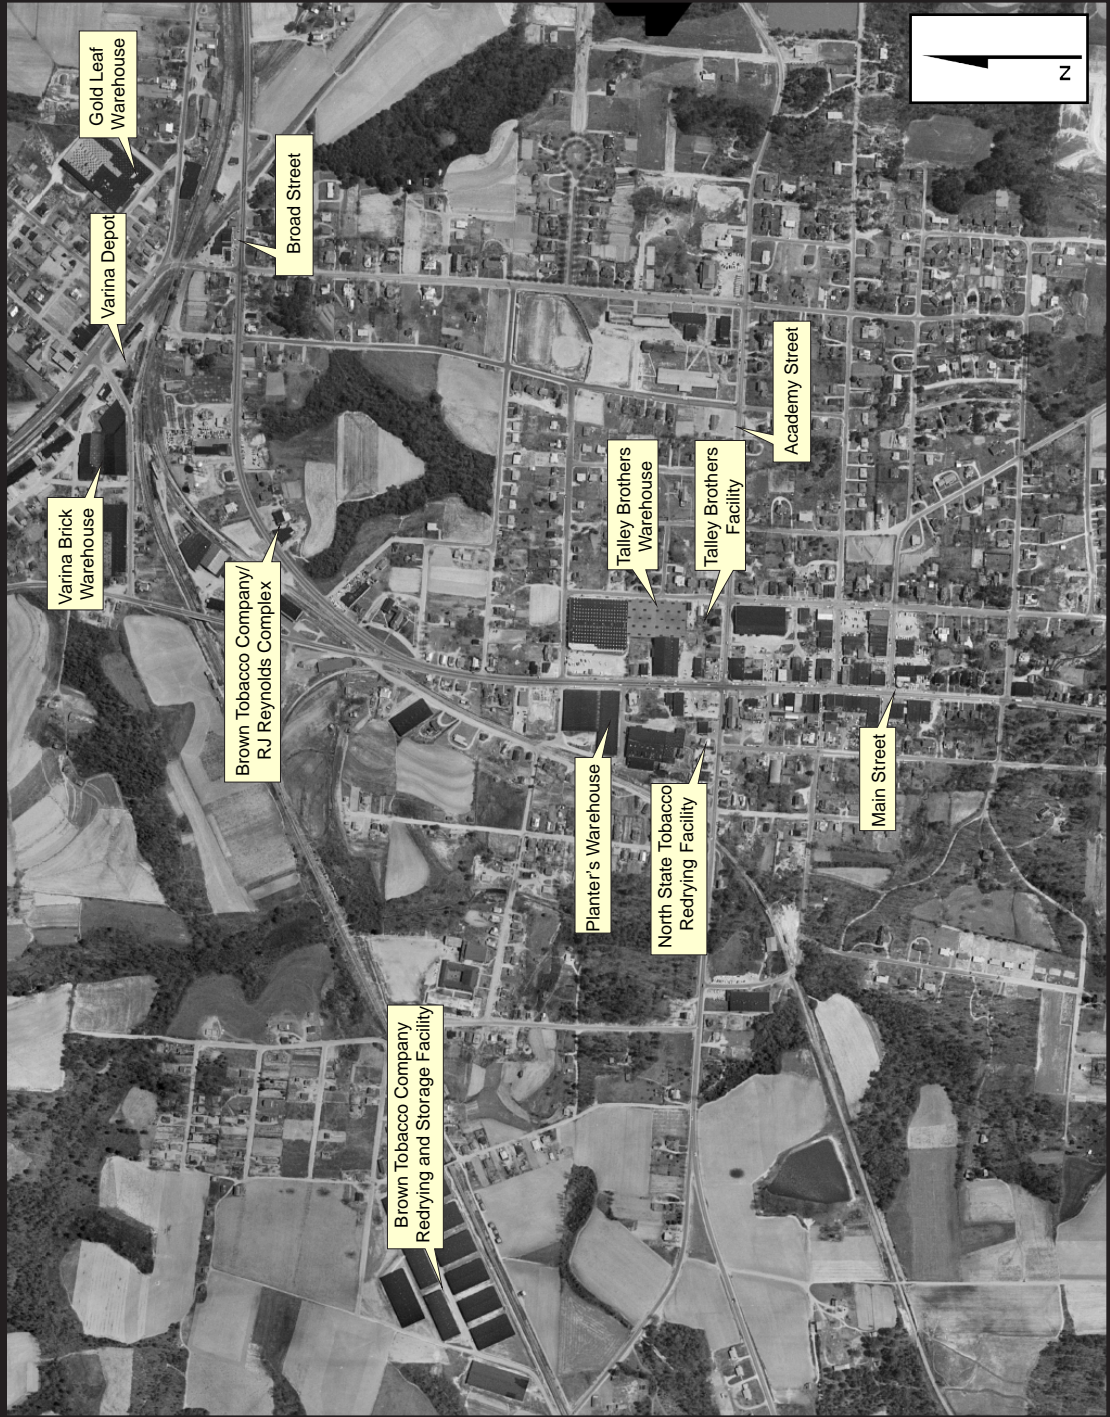 Gold Leaf
Warehouse
Varina Depot
Broad Street
Varina Brick
Warehouse
Brown Tobacco Company/
RJ Reynolds Complex
Academy Street
Talley Brothers
Warehouse
Talley Brothers
Facility
Main Street
Planter's Warehouse
North State Tobacco
Redrying Facility
Brown Tobacco Company
Redrying and Storage Facility
N